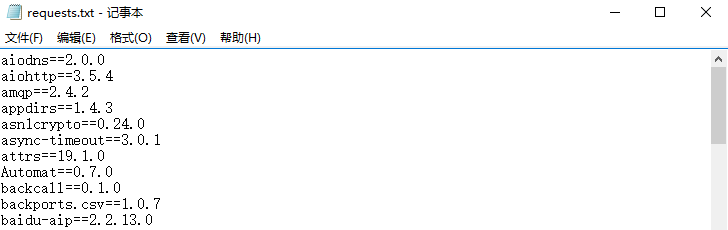 requests.txt - 记事本
文件(F) 编辑(E) 格式(O) 查看(V) 帮助(H)
aiodns==2.0.0
aiohttp==3.5.4
amqp==2.4.2
appdirs==1.4.3
asn1crypto==0.24.0
async-timeout==3.0.1
attrs==19.1.0
Automat==0.7.0
backcall==0.1.0
backports.csv==1.0.7
baidu-aip==2.2.13.0